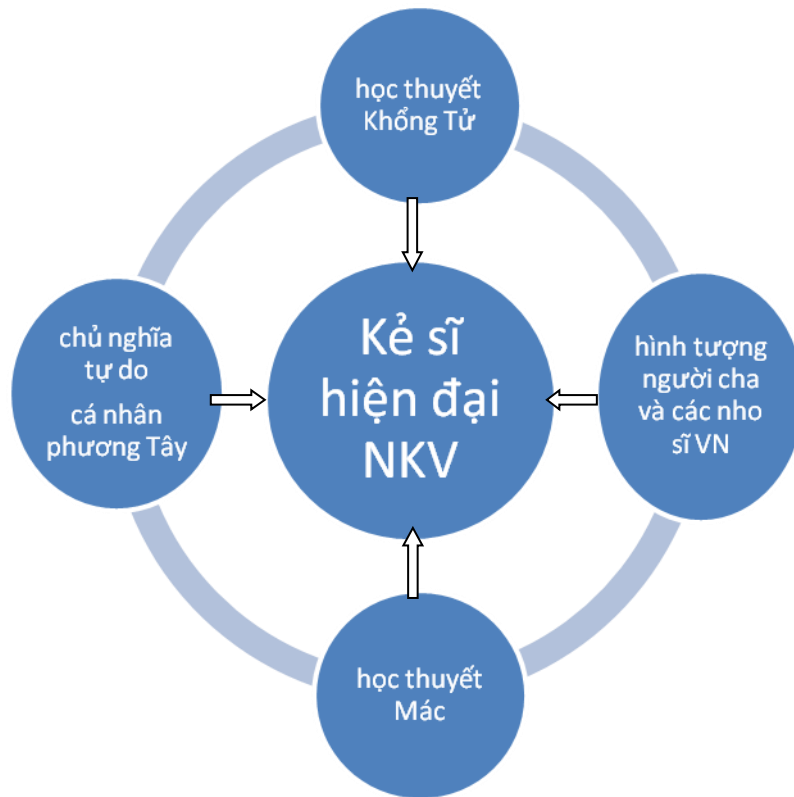 học thuyết
Khổng Tử
chủ nghĩa
tự do
cá nhân
phương Tây
Kẻ sĩ
hiện đại
NKV
hình tượng
người cha
và các nho
sĩ VN
học thuyết
Mác